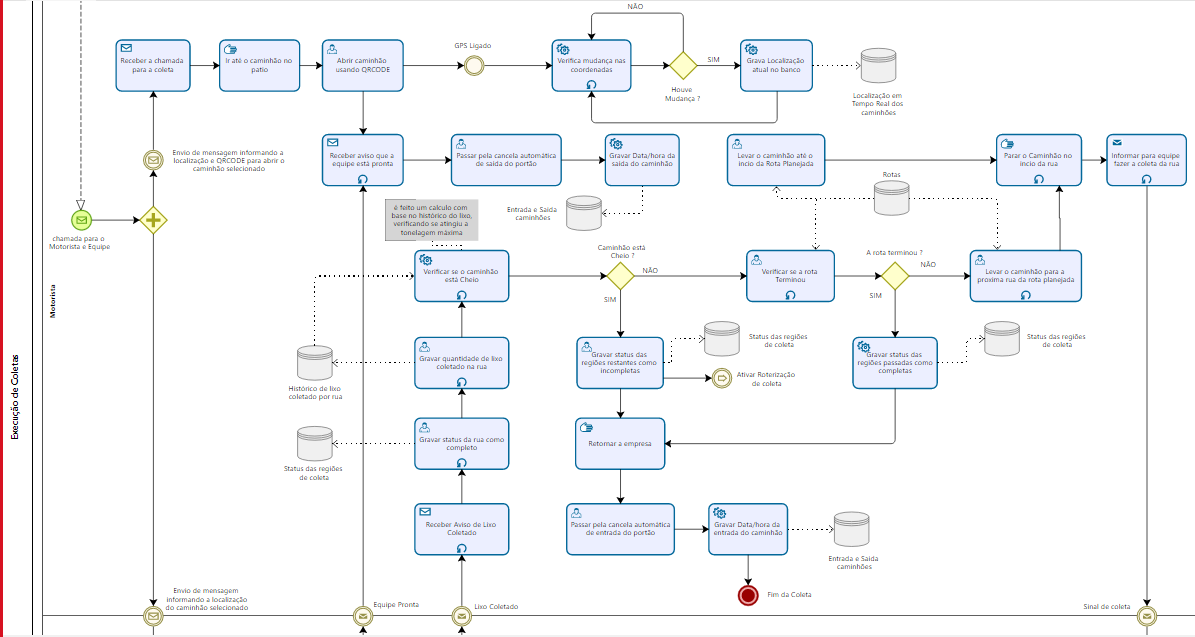 NÃO
GPS Ligado
Receber a chamada
para a coleta
Ir até o caminhão no
patio
Abrir caminhão
usando QRCODE
Verifica mudança nas
coordenadas
SIM
Grava Localização
atual no banco
Houve
Mudança ?
Localização em
Tempo Real dos
caminhões
Envio de mensagem informando a
localização e QRCODE para abrir o
caminhão selecionado
Receber aviso que a
equipe está pronta
Passar pela cancela automática
de saida do portão
Gravar Data/hora da
saida do caminhão
Levar o caminhão até o
incio da Rota Planejada
Parar o Caminhão no
incio da rua
Informar para equipe
fazer a coleta da rua
Rotas
é feito um calculo com
base no histórico do lixo,
verificando se atingiu a
tonelagem máxima
Entrada e Saida
caminhões
chamada para o
Motorista e Equipe
Caminhão está
Cheio ?
A rota terminou ?
Verificar se o caminhão
está Cheio
NÃO
Verificar se a rota
Terminou
NÃO
Levar o caminhão para a
proxima rua da rota planejada
SIM
SIM
Motorista
Execução de Coletas
Gravar quantidade de lixo
coletado na rua
Gravar status das
regiões restantes como
incompletas
Status das regiões
de coleta
Gravar status das
regiões passadas como
completas
Status das regiões
de coleta
Ativar Roterização
de coleta
Histórico de lixo
coletado por rua
Gravar status da rua como
completo
Retornar a empresa
Status das regiões
de coleta
Receber Aviso de Lixo
Coletado
Passar pela cancela automática
de entrada do portão
Gravar Data/hora da
entrada do caminhão
Entrada e Saida
caminhões
Envio de mensagem
informando a localização
do caminhão selecionado
Equipe Pronta
Lixo Coletado
Fim da Coleta
Sinal de coleta